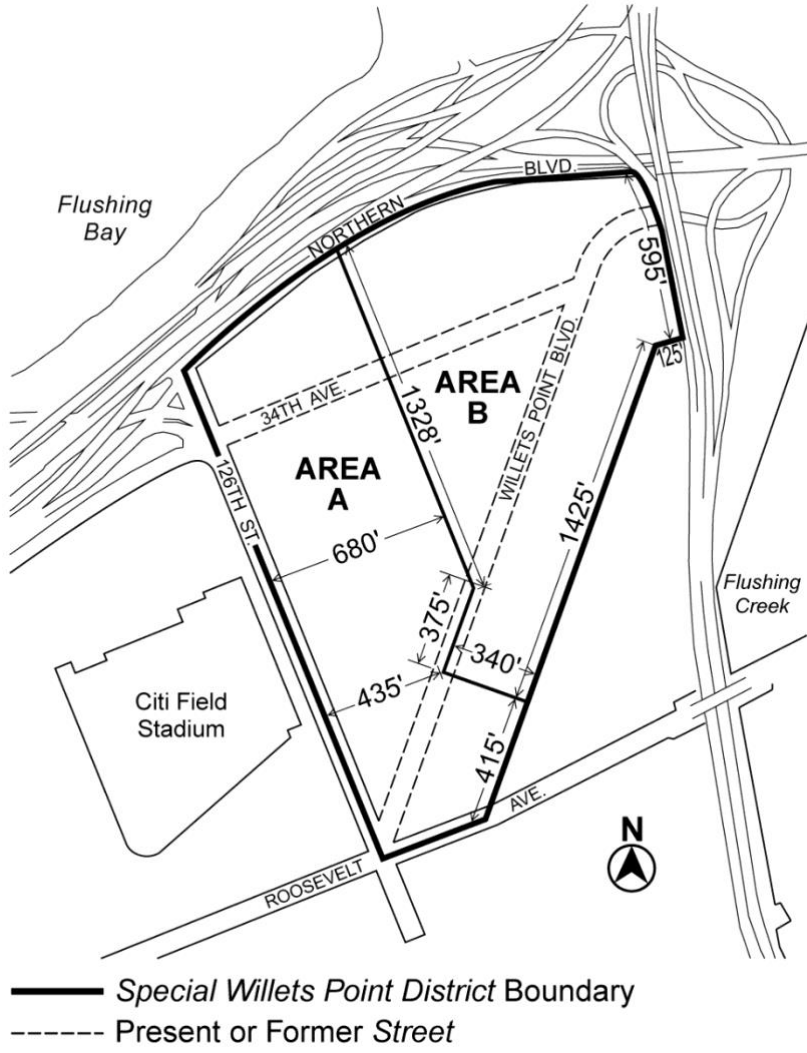 Flushing
Bay
NORTHERN
BLVD.
595'
125'
34TH AVE.
1328'
AREA
B
WILLETS POINT BLVD.
AREA
A
126TH ST.
680'
1425'
375'
340'
435'
415'
Flushing
Creek
Citi Field
Stadium
ROOSEVELT
AVE.
N
Special Willets Point District Boundary
Present or Former Street